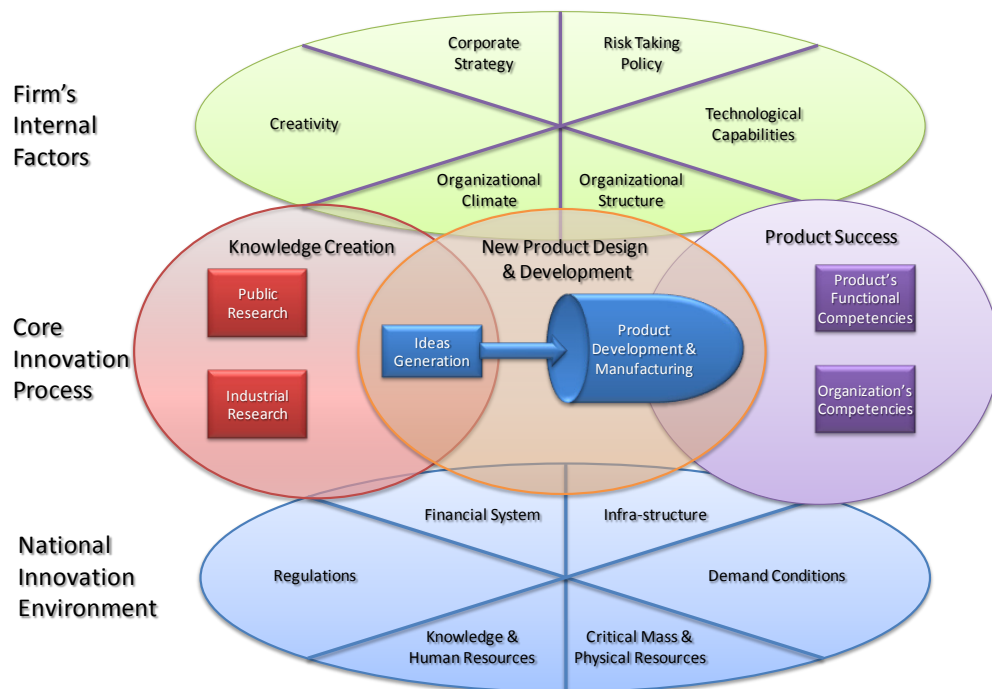 Firm's
Internal
Factors
Corporate
Strategy
Risk Taking
Policy
Creativity
Technological
Capabilities
Organizational
Climate
Organizational
Structure
Core
Innovation
Process
Knowledge Creation
Public
Research
Industrial
Research
New Product Design
& Development
Ideas
Generation
Product
Development &
Manufacturing
Product Success
Product's
Functional
Competencies
Organization's
Competencies
National
Innovation
Environment
Financial System
Infra-structure
Regulations
Demand Conditions
Knowledge &
Human Resources
Critical Mass &
Physical Resources